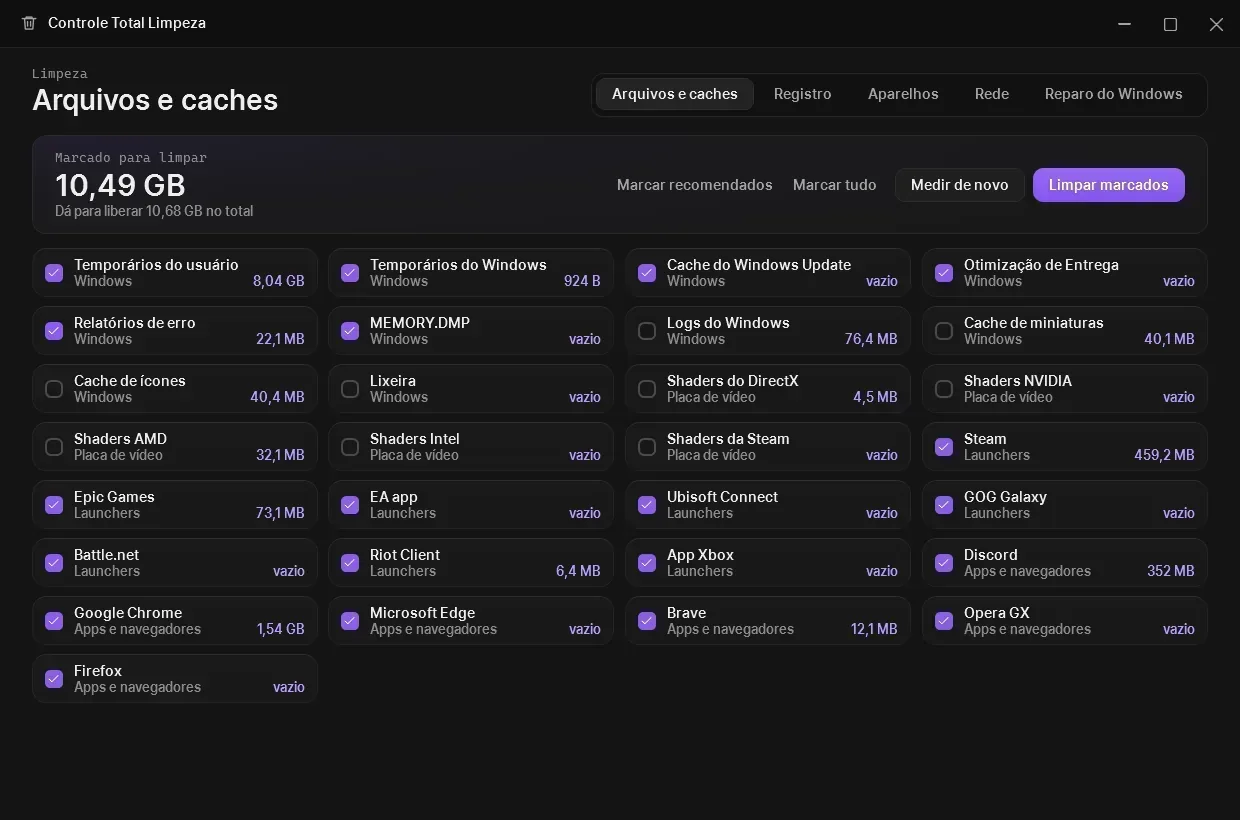 Controle Total Limpeza
Limpeza
Arquivos e caches
Arquivos e caches
Registro
Aparelhos
Rede
Reparo do Windows
Marcado para limpar
10,49 GB
Dá para liberar 10,68 GB no total
Marcar recomendados
Marcar tudo
Medir de novo
Limpar marcados
Temporários do usuário
Windows
8,04 GB
Temporários do Windows
Windows
924 B
Cache do Windows Update
Windows
vazio
Otimização de Entrega
Windows
vazio
Relatórios de erro
Windows
22,1 MB
MEMORY.DMP
Windows
vazio
Logs do Windows
Windows
76,4 MB
Cache de miniaturas
Windows
40,1 MB
Cache de ícones
Windows
40,4 MB
Lixeira
Windows
vazio
Shaders do DirectX
Placa de vídeo
4,5 MB
Shaders NVIDIA
Placa de vídeo
vazio
Shaders AMD
Placa de vídeo
32,1 MB
Shaders Intel
Placa de vídeo
vazio
Shaders da Steam
Placa de vídeo
vazio
Steam
Launchers
459,2 MB
Epic Games
Launchers
73,1 MB
EA app
Launchers
vazio
Ubisoft Connect
Launchers
vazio
GOG Galaxy
Launchers
vazio
Battle.net
Launchers
vazio
Riot Client
Launchers
6,4 MB
App Xbox
Launchers
vazio
Discord
Apps e navegadores
352 MB
Google Chrome
Apps e navegadores
1,54 GB
Microsoft Edge
Apps e navegadores
vazio
Brave
Apps e navegadores
12,1 MB
Opera GX
Apps e navegadores
vazio
Firefox
Apps e navegadores
vazio